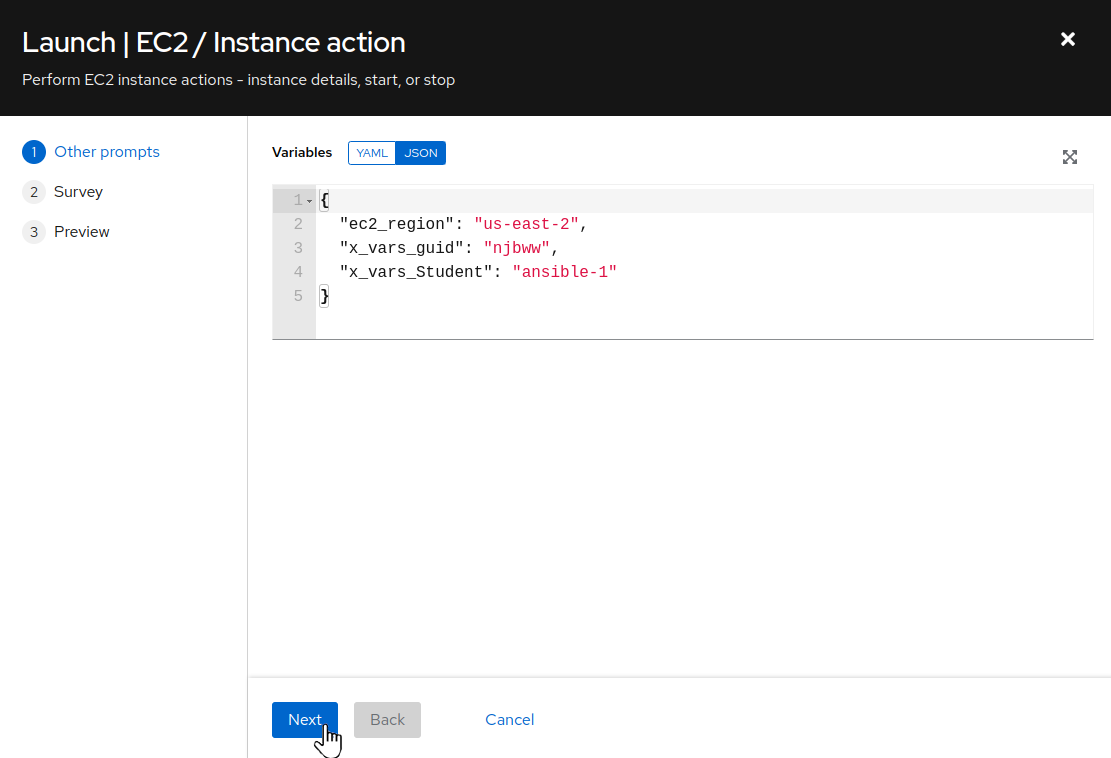 Launch | EC2 / Instance action
Perform EC2 instance actions - instance details, start, or stop
1 Other prompts
2 Survey
3 Preview
Variables YAML JSON
1 {
2 "ec2_region": "us-east-2",
3 "x_vars_guid": "njbww",
4 "x_vars_Student": "ansible-1"
5 }
Next Back Cancel